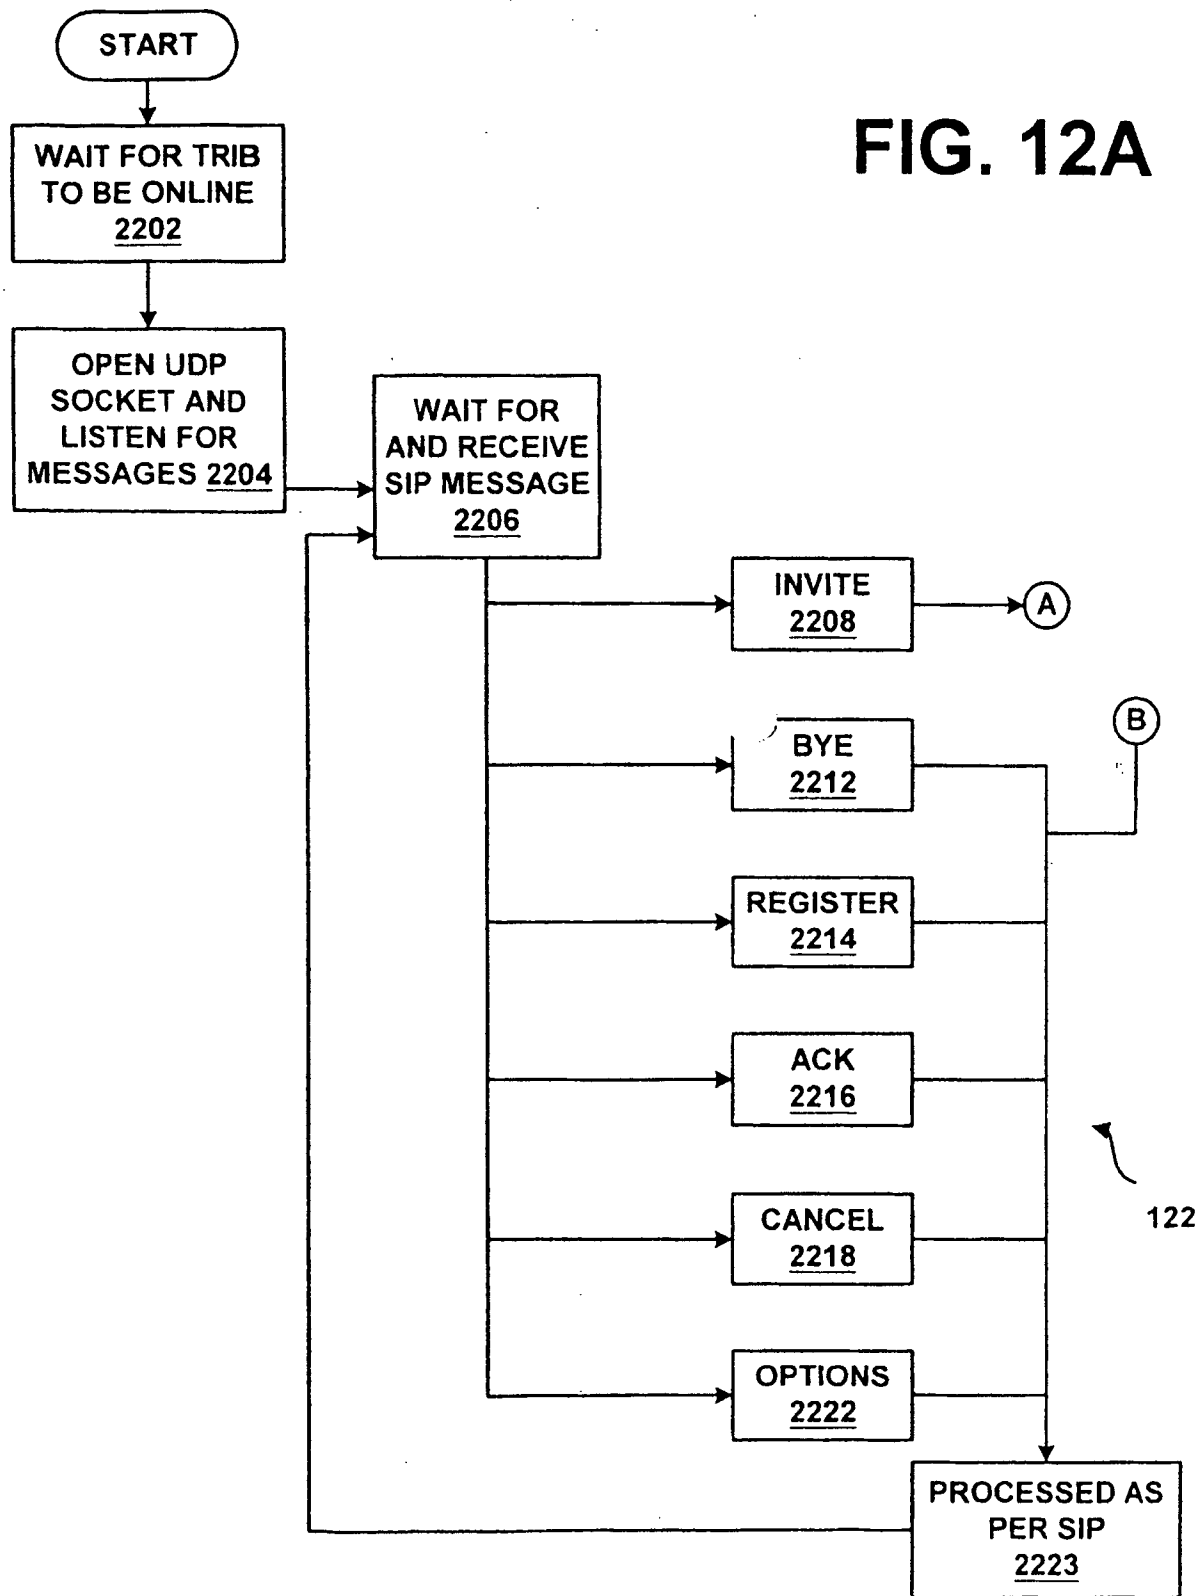 START
FIG. 12A
WAIT FOR TRIB
TO BE ONLINE
2202
OPEN UDP
SOCKET AND
LISTEN FOR
MESSAGES 2204
WAIT FOR
AND RECEIVE
SIP MESSAGE
2206
INVITE
2208
A
B
BYE
2212
REGISTER
2214
ACK
2216
122
CANCEL
2218
OPTIONS
2222
PROCESSED AS
PER SIP
2223